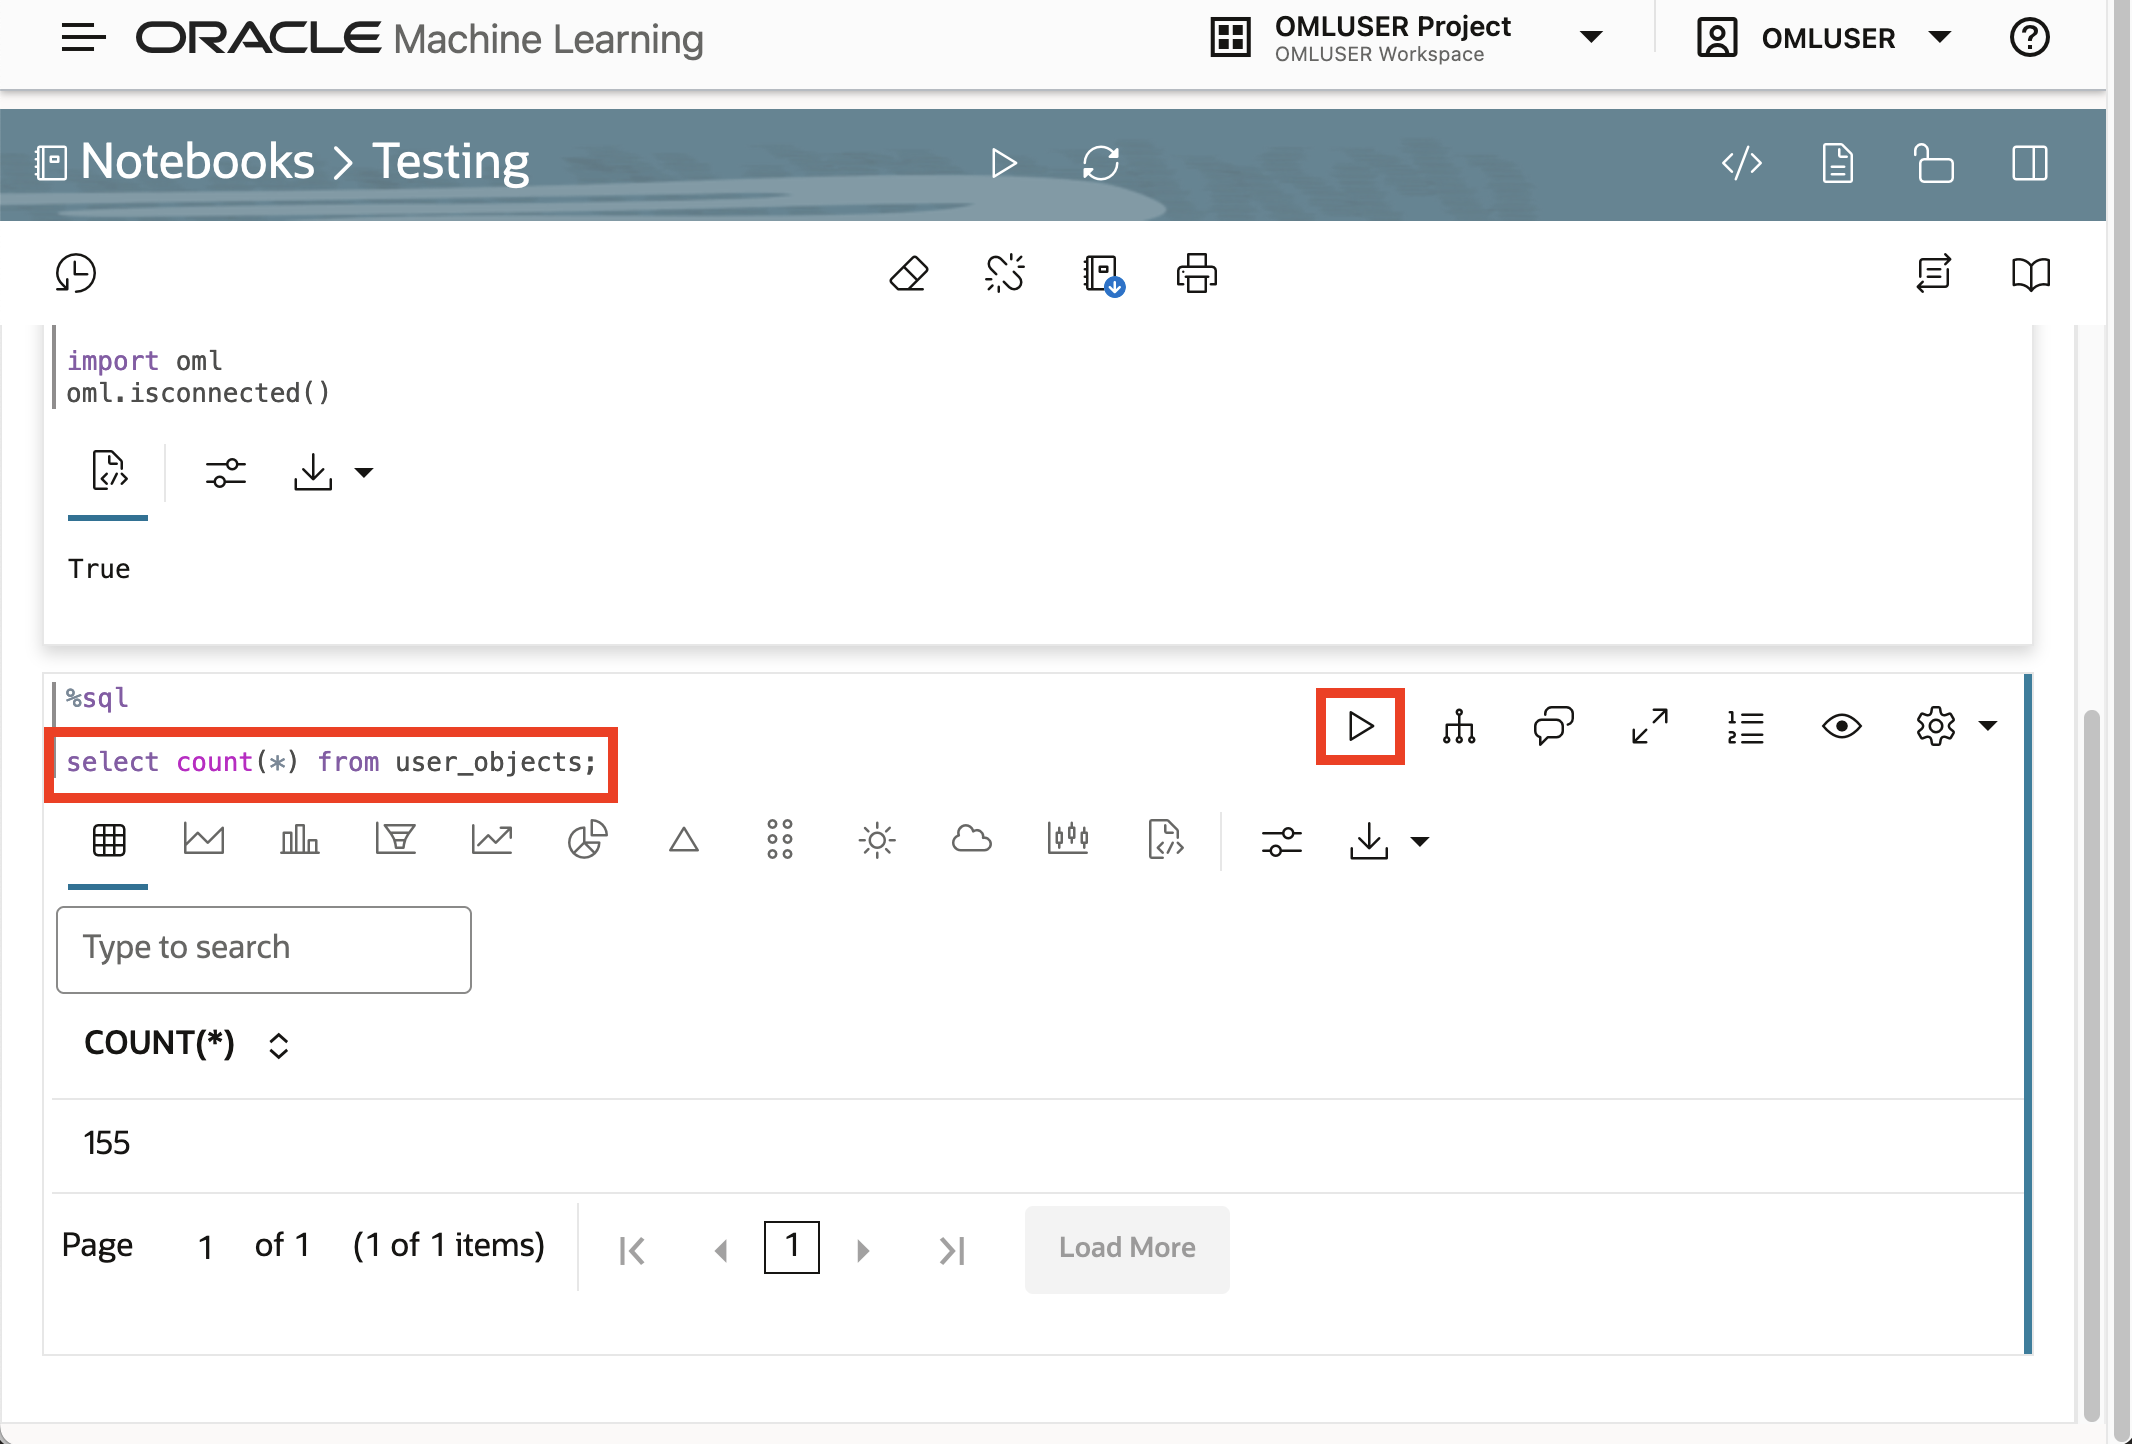 ORACLE Machine Learning
OMLUSER Project
OMLUSER Workspace
OMLUSER
Notebooks > Testing
import oml
oml.isconnected()
True
%sql
select count(*) from user_objects;
Type to search
COUNT(*)
155
Page 1 of 1 (1 of 1 items) 1 Load More